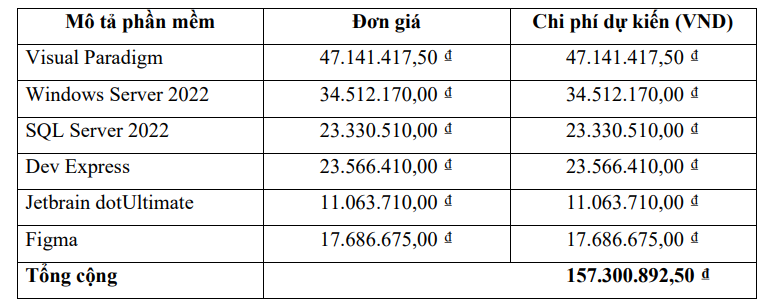 Mô tả phần mềm Đơn giá Chi phí dự kiến (VND)
Visual Paradigm 47.141.417,50 ₫ 47.141.417,50 ₫
Windows Server 2022 34.512.170,00 ₫ 34.512.170,00 ₫
SQL Server 2022 23.330.510,00 ₫ 23.330.510,00 ₫
Dev Express 23.566.410,00 ₫ 23.566.410,00 ₫
Jetbrain dotUltimate 11.063.710,00 ₫ 11.063.710,00 ₫
Figma 17.686.675,00 ₫ 17.686.675,00 ₫
Tổng cộng 157.300.892,50 ₫